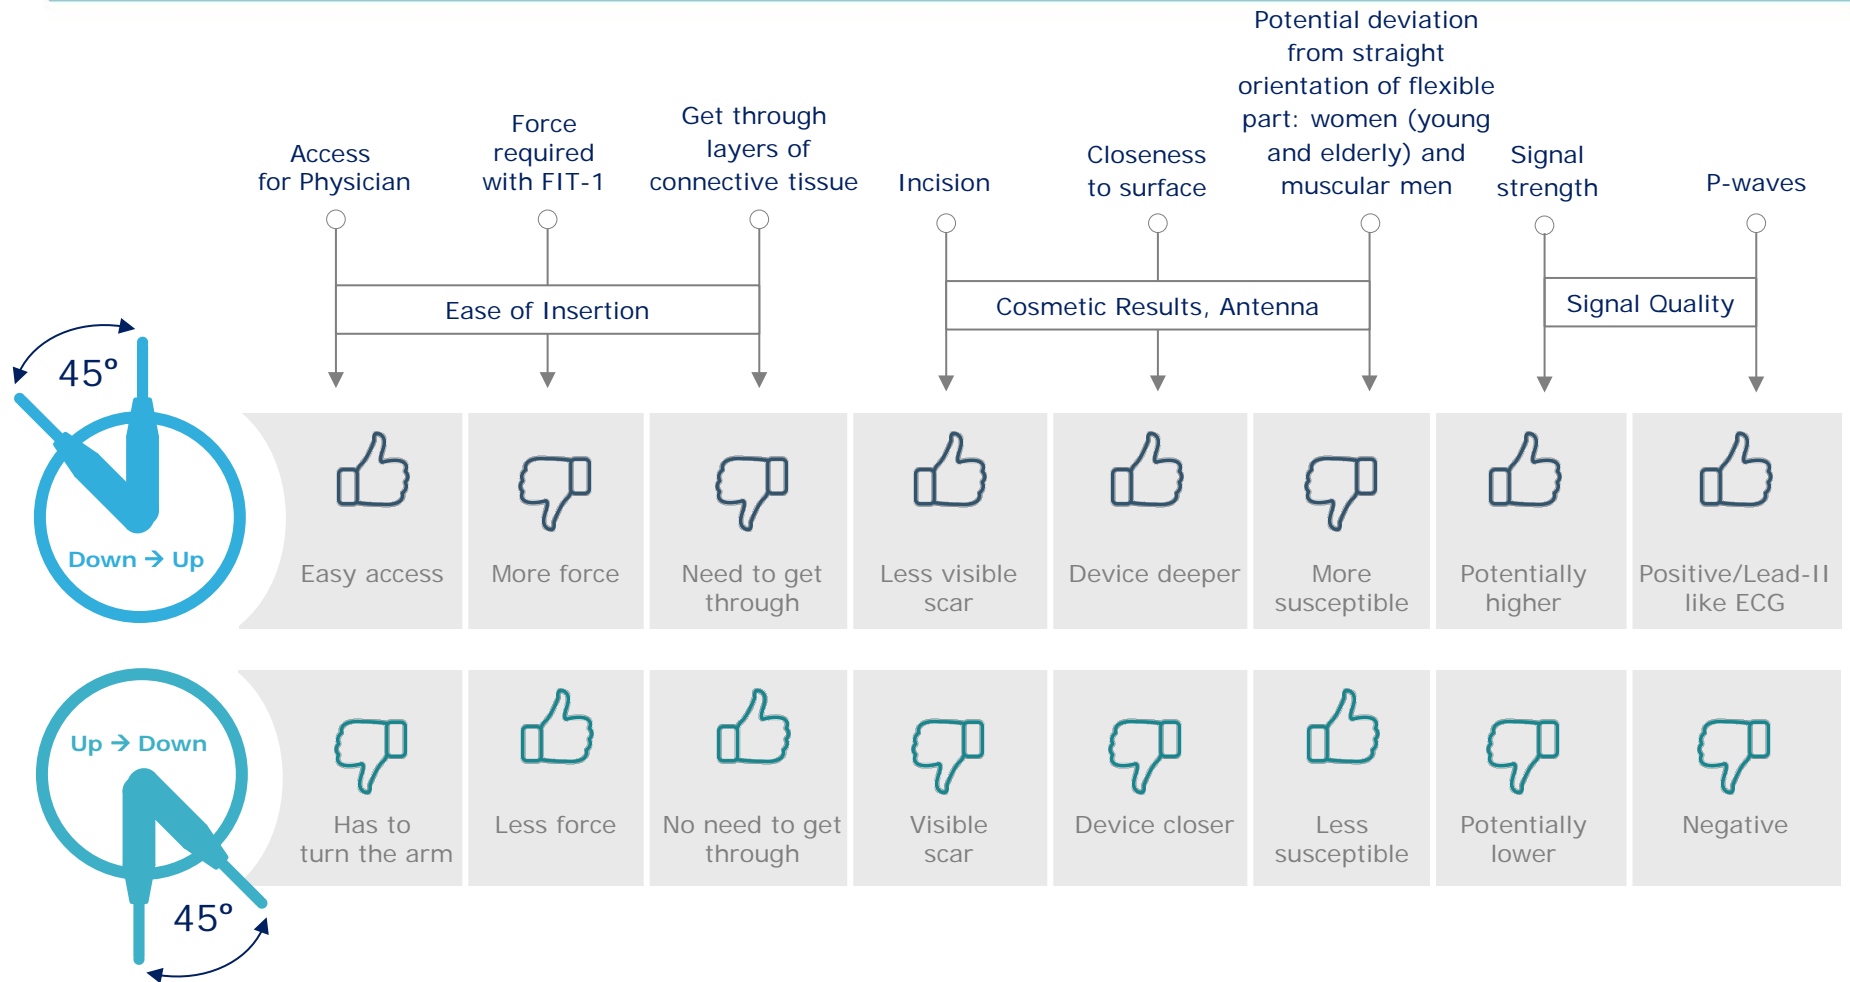 Access
for Physician
Force
required
with FIT-1
Get through
layers of
connective tissue
Incision
Closeness
to surface
Potential deviation
from straight
orientation of flexible
part: women (young
and elderly) and
muscular men
Signal
strength
P-waves
Ease of Insertion
Cosmetic Results, Antenna
Signal Quality
45°
Down → Up
Easy access
More force
Need to get
through
Less visible
scar
Device deeper
More
susceptible
Potentially
higher
Positive/Lead-II
like ECG
Up → Down
45°
Has to
turn the arm
Less force
No need to get
through
Visible
scar
Device closer
Less
susceptible
Potentially
lower
Negative